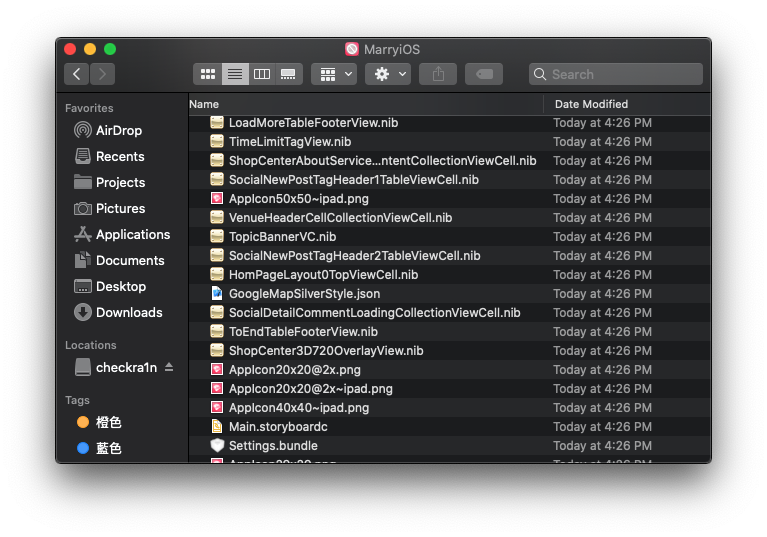 MarryiOS
Search
Favorites
AirDrop
Recents
Projects
Pictures
Applications
Documents
Desktop
Downloads
Locations
checkra1n
Tags
橙色
藍色
Name Date Modified
LoadMoreTableFooterView.nib Today at 4:26 PM
TimeLimitTagView.nib Today at 4:26 PM
ShopCenterAboutService...ntentCollectionViewCell.nib Today at 4:26 PM
SocialNewPostTagHeader1TableViewCell.nib Today at 4:26 PM
AppIcon50x50~ipad.png Today at 4:26 PM
VenueHeaderCellCollectionViewCell.nib Today at 4:26 PM
TopicBannerVC.nib Today at 4:26 PM
SocialNewPostTagHeader2TableViewCell.nib Today at 4:26 PM
HomPageLayout0TopViewCell.nib Today at 4:26 PM
GoogleMapSilverStyle.json Today at 4:26 PM
SocialDetailCommentLoadingCollectionViewCell.nib Today at 4:26 PM
ToEndTableFooterView.nib Today at 4:26 PM
ShopCenter3D720OverlayView.nib Today at 4:26 PM
AppIcon20x20@2x.png Today at 4:26 PM
AppIcon20x20@2x~ipad.png Today at 4:26 PM
AppIcon40x40~ipad.png Today at 4:26 PM
Main.storyboardc Today at 4:26 PM
Settings.bundle Today at 4:26 PM